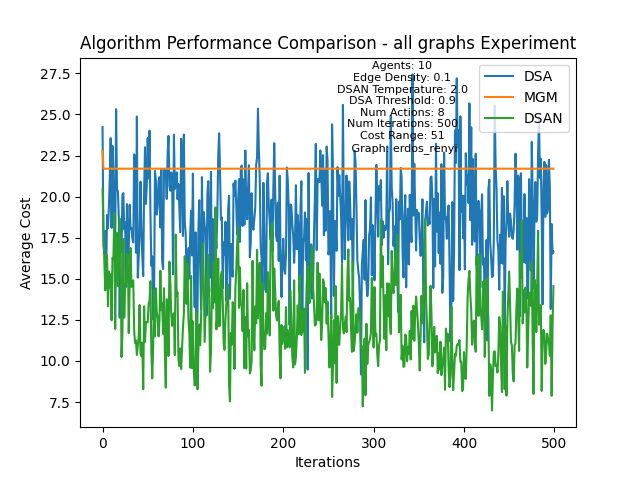 Algorithm Performance Comparison - all graphs Experiment
Agents: 10
Edge Density: 0.1
DSAN Temperature: 2.0
DSA Threshold: 0.9
Num Actions: 8
Num Iterations: 500
Cost Range: 51
Graph: erdos_renyi
DSA
MGM
DSAN
Average Cost
27.5
25.0
22.5
20.0
17.5
15.0
12.5
10.0
7.5
0
100
200
300
400
500
Iterations